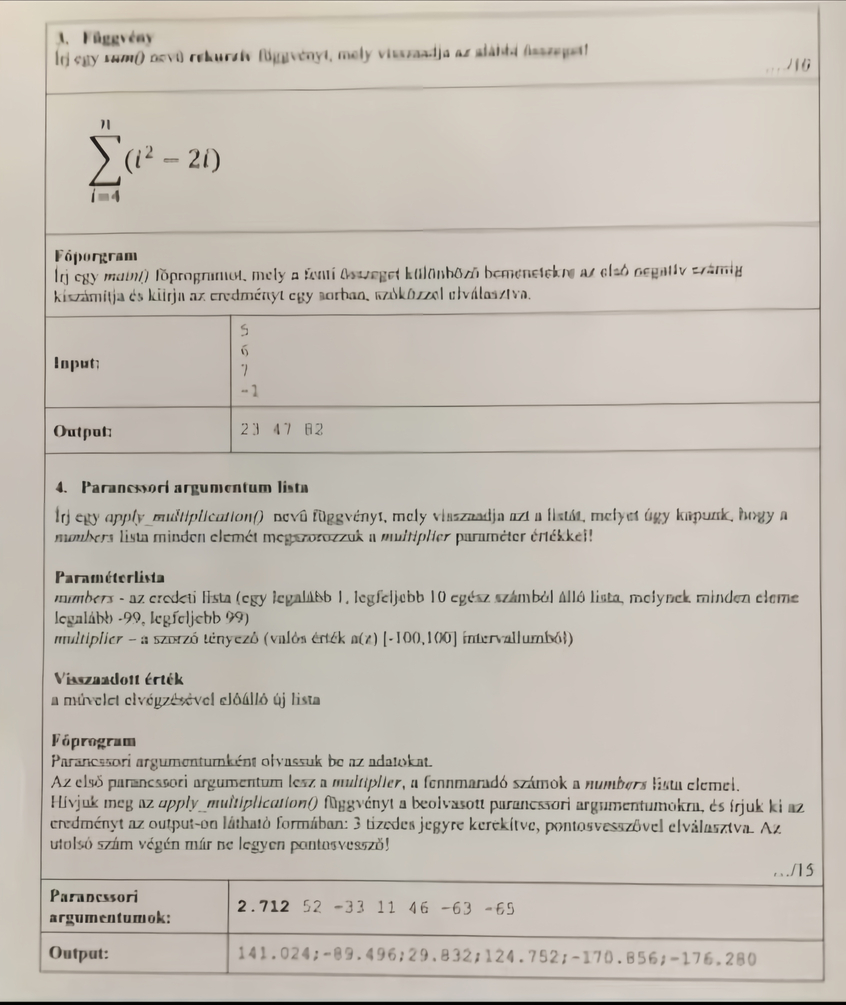 3. Függvény
Írj egy sum() nevű rekurzív függvényt, mely visszaadja az alábbi összeget!
…./16
n
∑(i² − 2i)
i=4
Főporgram
Írj egy main() főprogramot, mely a fenti összeget különböző bemenetekre az első negatív számig
kiszámítja és kiírja az eredményt egy sorban, szóközzel elválasztva.
Input:
5
6
7
-1
Output:
23 47 82
4. Parancssori argumentum lista
Írj egy apply_multiplication() nevű függvényt, mely visszaadja azt a listát, melyet úgy kapunk, hogy a
numbers lista minden elemét megszorozzuk a multiplier paraméter értékkel!
Paraméterlista
numbers - az eredeti lista (egy legalább 1, legfeljebb 10 egész számból álló lista, melynek minden eleme
legalább -99, legfeljebb 99)
multiplier – a szorzó tényező (valós érték a(z) [-100,100] intervallumból)
Visszaadott érték
a művelet elvégzésével előálló új lista
Főprogram
Parancssori argumentumként olvassuk be az adatokat.
Az első parancssori argumentum lesz a multiplier, a fennmaradó számok a numbers lista elemei.
Hívjuk meg az apply_multiplication() függvényt a beolvasott parancssori argumentumokra, és írjuk ki az
eredményt az output-on látható formában: 3 tizedes jegyre kerekítve, pontosvesszővel elválasztva. Az
utolsó szám végén már ne legyen pontosvessző!
…/15
Parancssori
argumentumok:
2.712 52 -33 11 46 -63 -65
Output:
141.024;-89.496;29.832;124.752;-170.856;-176.280